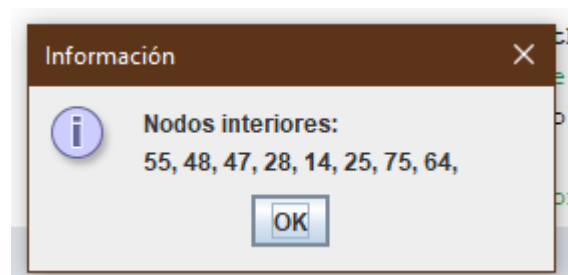 Información
Nodos interiores:
55, 48, 47, 28, 14, 25, 75, 64,
OK